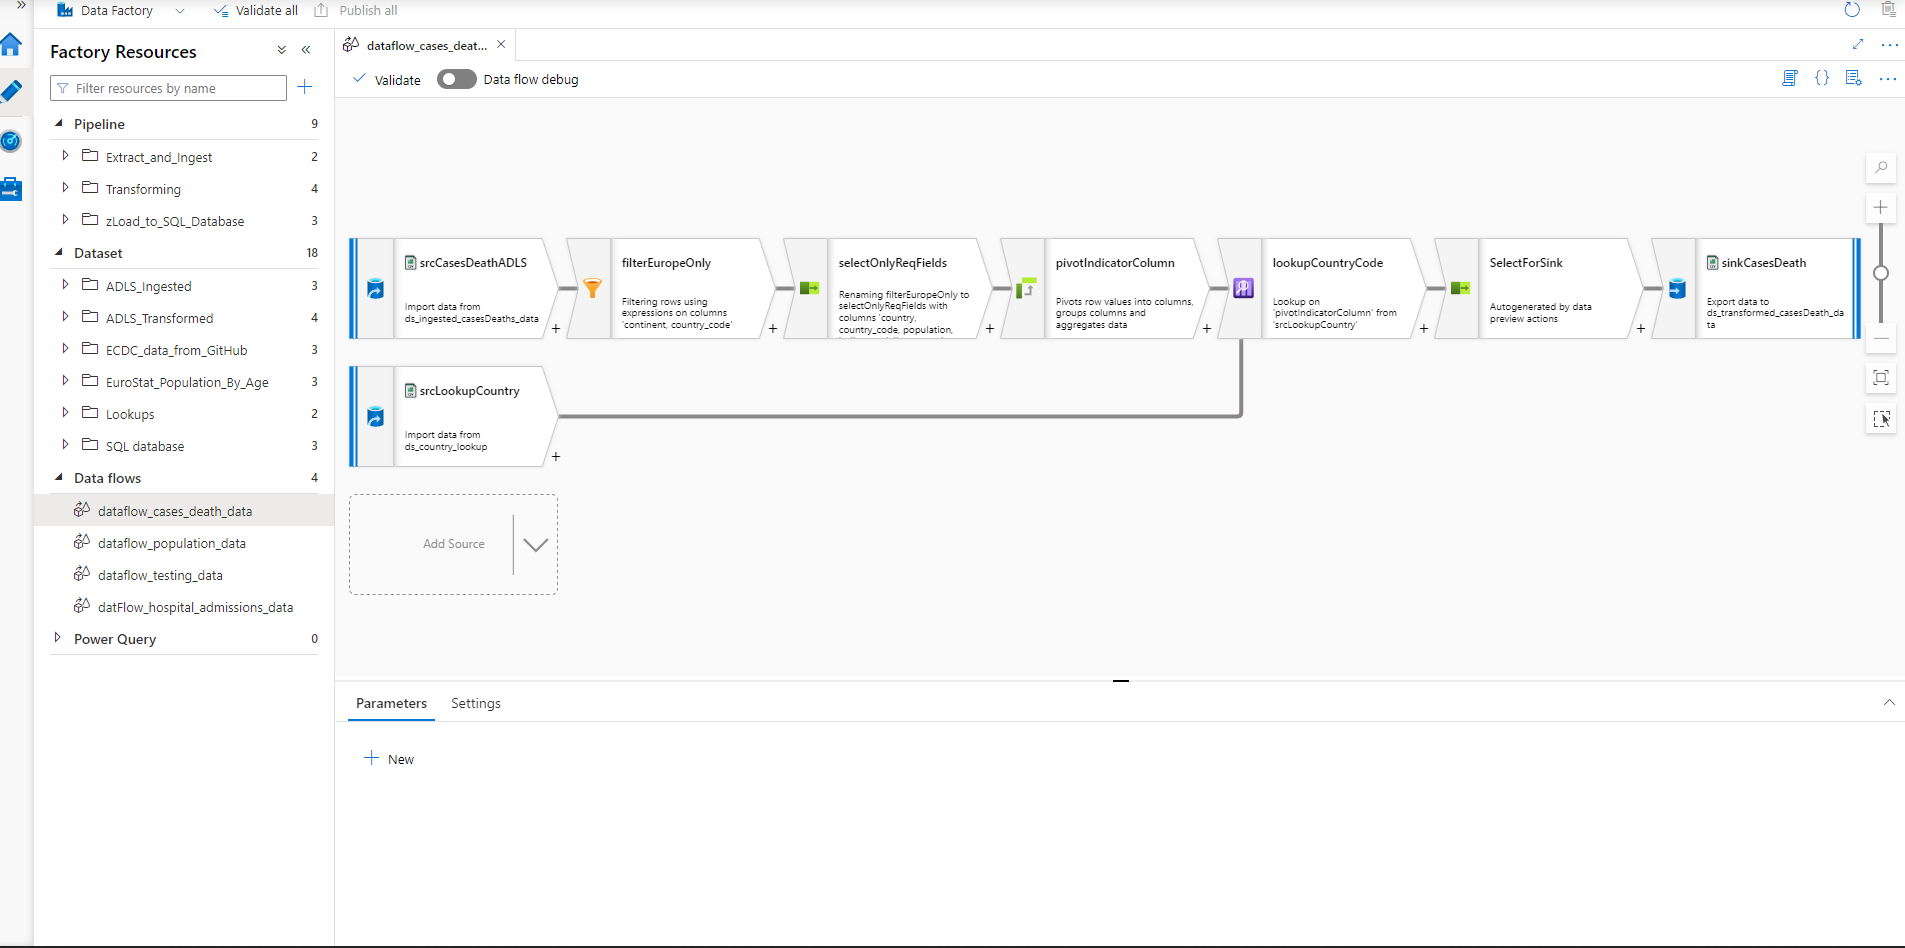 Data Factory
Validate all
Publish all
Factory Resources
Filter resources by name
Pipeline 9
Extract_and_Ingest 2
Transforming 4
zLoad_to_SQL_Database 3
Dataset 18
ADLS_Ingested 3
ADLS_Transformed 4
ECDC_data_from_GitHub 3
EuroStat_Population_By_Age 3
Lookups 2
SQL database 3
Data flows 4
dataflow_cases_death_data
dataflow_population_data
dataflow_testing_data
datFlow_hospital_admissions_data
Power Query 0
dataflow_cases_deat...
Validate
Data flow debug
srcCasesDeathADLS
Import data from
ds_ingested_casesDeaths_data
+
filterEuropeOnly
Filtering rows using
expressions on columns
'continent, country_code'
+
selectOnlyReqFields
Renaming filterEuropeOnly to
selectOnlyReqFields with
columns 'country,
country_code, population,
+
pivotIndicatorColumn
Pivots row values into columns,
groups columns and
aggregates data
+
lookupCountryCode
Lookup on
'pivotIndicatorColumn' from
'srcLookupCountry'
+
SelectForSink
Autogenerated by data
preview actions
+
sinkCasesDeath
Export data to
ds_transformed_casesDeath_da
ta
srcLookupCountry
Import data from
ds_country_lookup
+
Add Source
Parameters
Settings
New